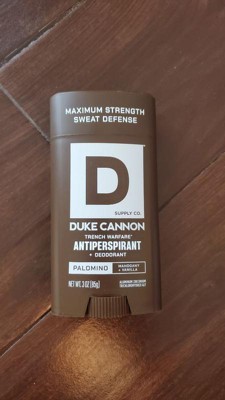 MAXIMUM STRENGTH
SWEAT DEFENSE
D
SUPPLY CO.
DUKE CANNON
TRENCH WARFARE®
ANTIPERSPIRANT
+ DEODORANT
PALOMINO
MAHOGANY
+ VANILLA
NET WT. 3 OZ (85g)